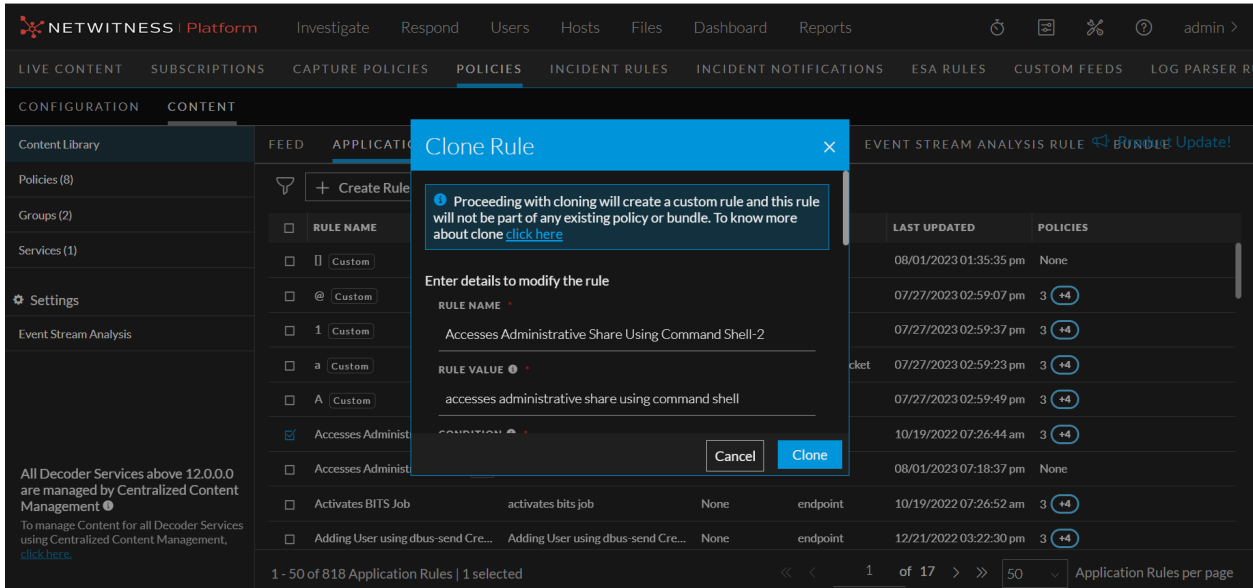 NETWITNESS | Platform Investigate Respond Users Hosts Files Dashboard Reports admin >
LIVE CONTENT SUBSCRIPTIONS CAPTURE POLICIES POLICIES INCIDENT RULES INCIDENT NOTIFICATIONS ESA RULES CUSTOM FEEDS LOG PARSER R
CONFIGURATION CONTENT
Content Library
Policies (8)
Groups (2)
Services (1)
Settings
Event Stream Analysis
All Decoder Services above 12.0.0.0
are managed by Centralized Content
Management
To manage Content for all Decoder Services
using Centralized Content Management,
click here.
FEED APPLICATI EVENT STREAM ANALYSIS RULE BUNDLE Product Update!
+ Create Rule
RULE NAME LAST UPDATED POLICIES
[] Custom 08/01/2023 01:35:35 pm None
@ Custom 07/27/2023 02:59:07 pm 3 +4
1 Custom 07/27/2023 02:59:37 pm 3 +4
a Custom cket 07/27/2023 02:59:23 pm 3 +4
A Custom 07/27/2023 02:59:49 pm 3 +4
Accesses Administ 10/19/2022 07:26:44 am 3 +4
Accesses Administ 08/01/2023 07:18:37 pm None
Activates BITS Job activates bits job None endpoint 10/19/2022 07:26:52 am 3 +4
Adding User using dbus-send Cre... Adding User using dbus-send Cre... None endpoint 12/21/2022 03:22:30 pm 3 +4
1 - 50 of 818 Application Rules | 1 selected « < 1 of 17 > » 50 Application Rules per page
Clone Rule
Proceeding with cloning will create a custom rule and this rule
will not be part of any existing policy or bundle. To know more
about clone click here
Enter details to modify the rule
RULE NAME *
Accesses Administrative Share Using Command Shell-2
RULE VALUE *
accesses administrative share using command shell
CONDITION *
Cancel Clone